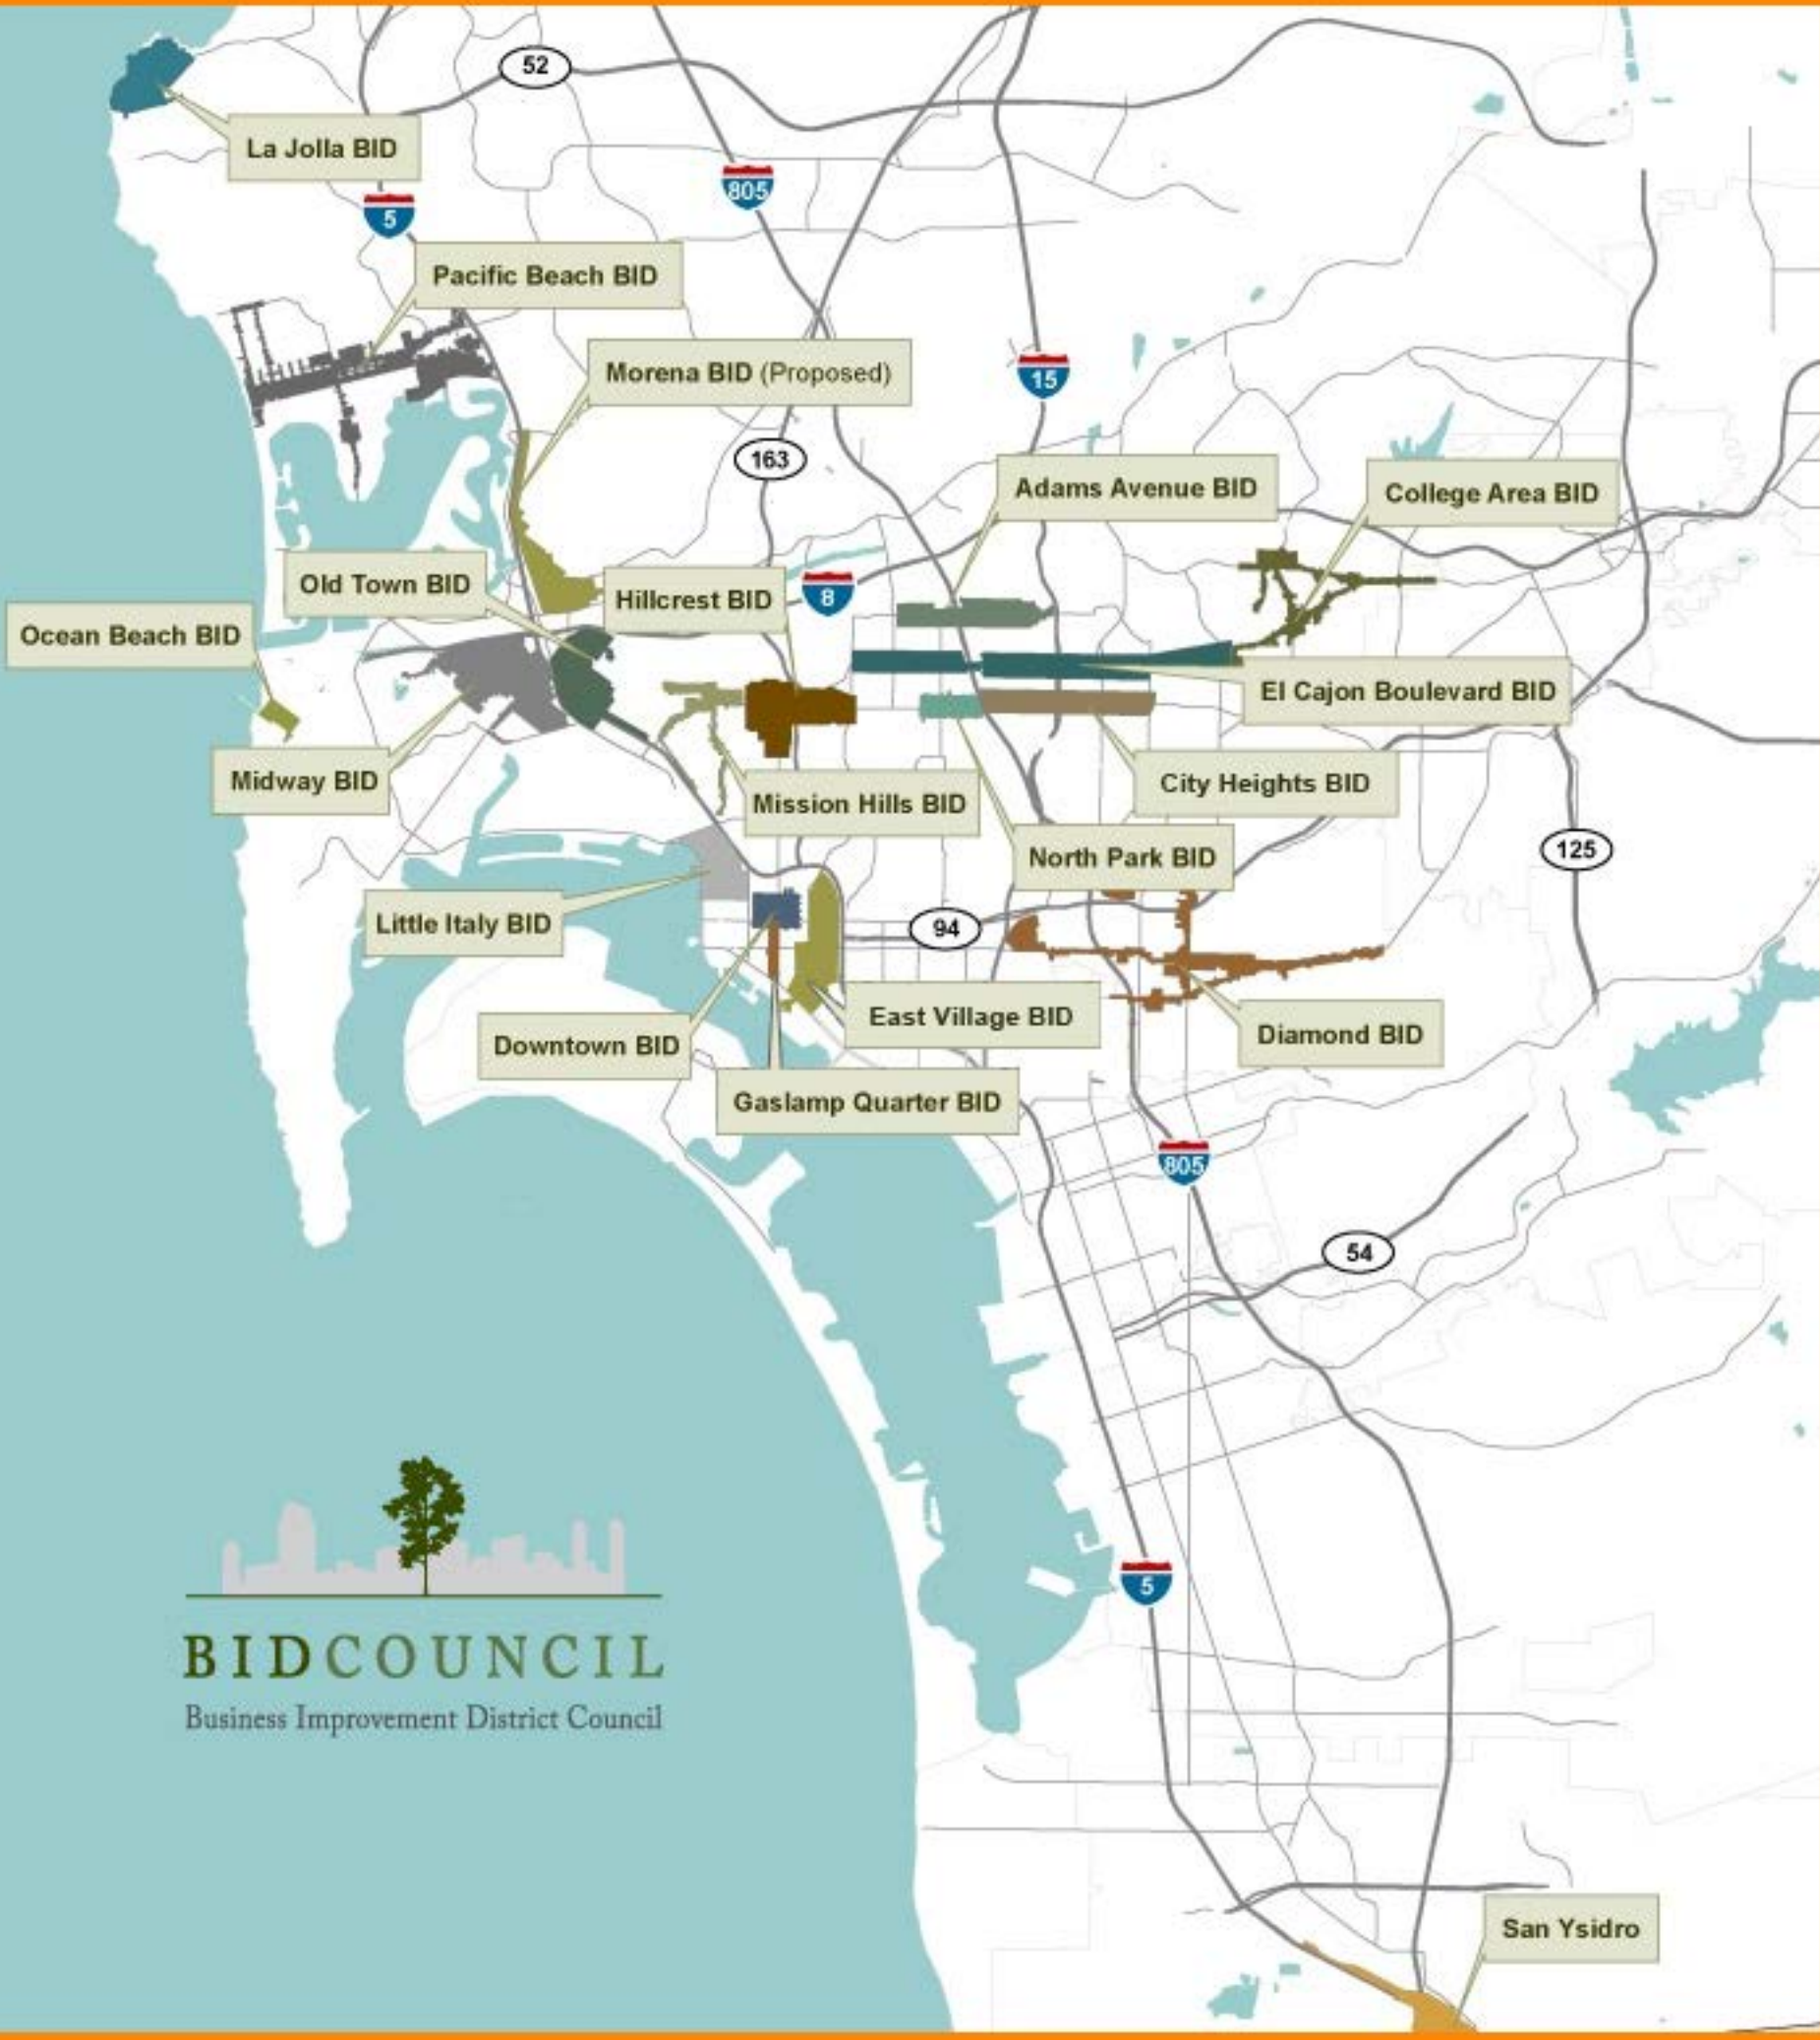 52
La Jolla BID
805
5
Pacific Beach BID
Morena BID (Proposed)
15
163
Adams Avenue BID
College Area BID
Old Town BID
Hillcrest BID
8
Ocean Beach BID
El Cajon Boulevard BID
Midway BID
Mission Hills BID
City Heights BID
North Park BID
125
Little Italy BID
94
East Village BID
Downtown BID
Diamond BID
Gaslamp Quarter BID
805
54
5
BIDCOUNCIL
Business Improvement District Council
San Ysidro